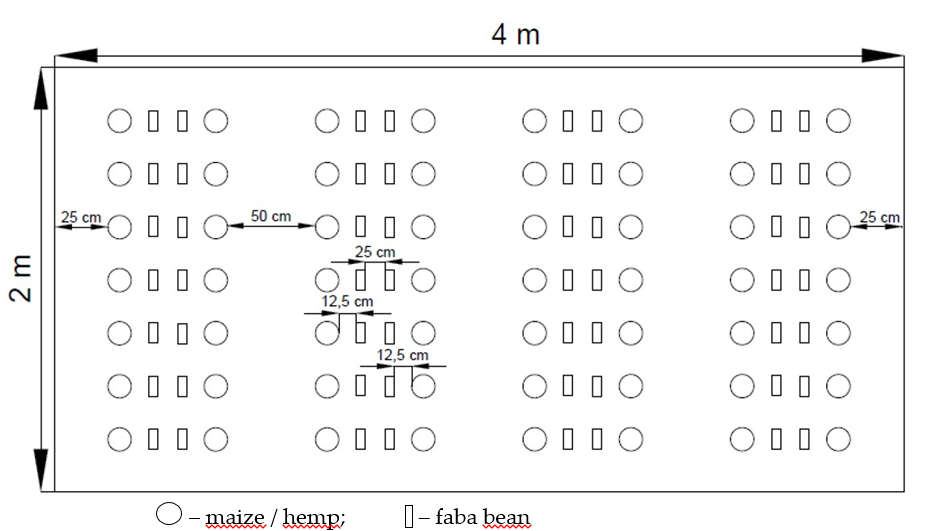 4 m
25 cm
50 cm
25 cm
25 cm
2 m
12,5 cm
12,5 cm
– maize / hemp;
– faba bean